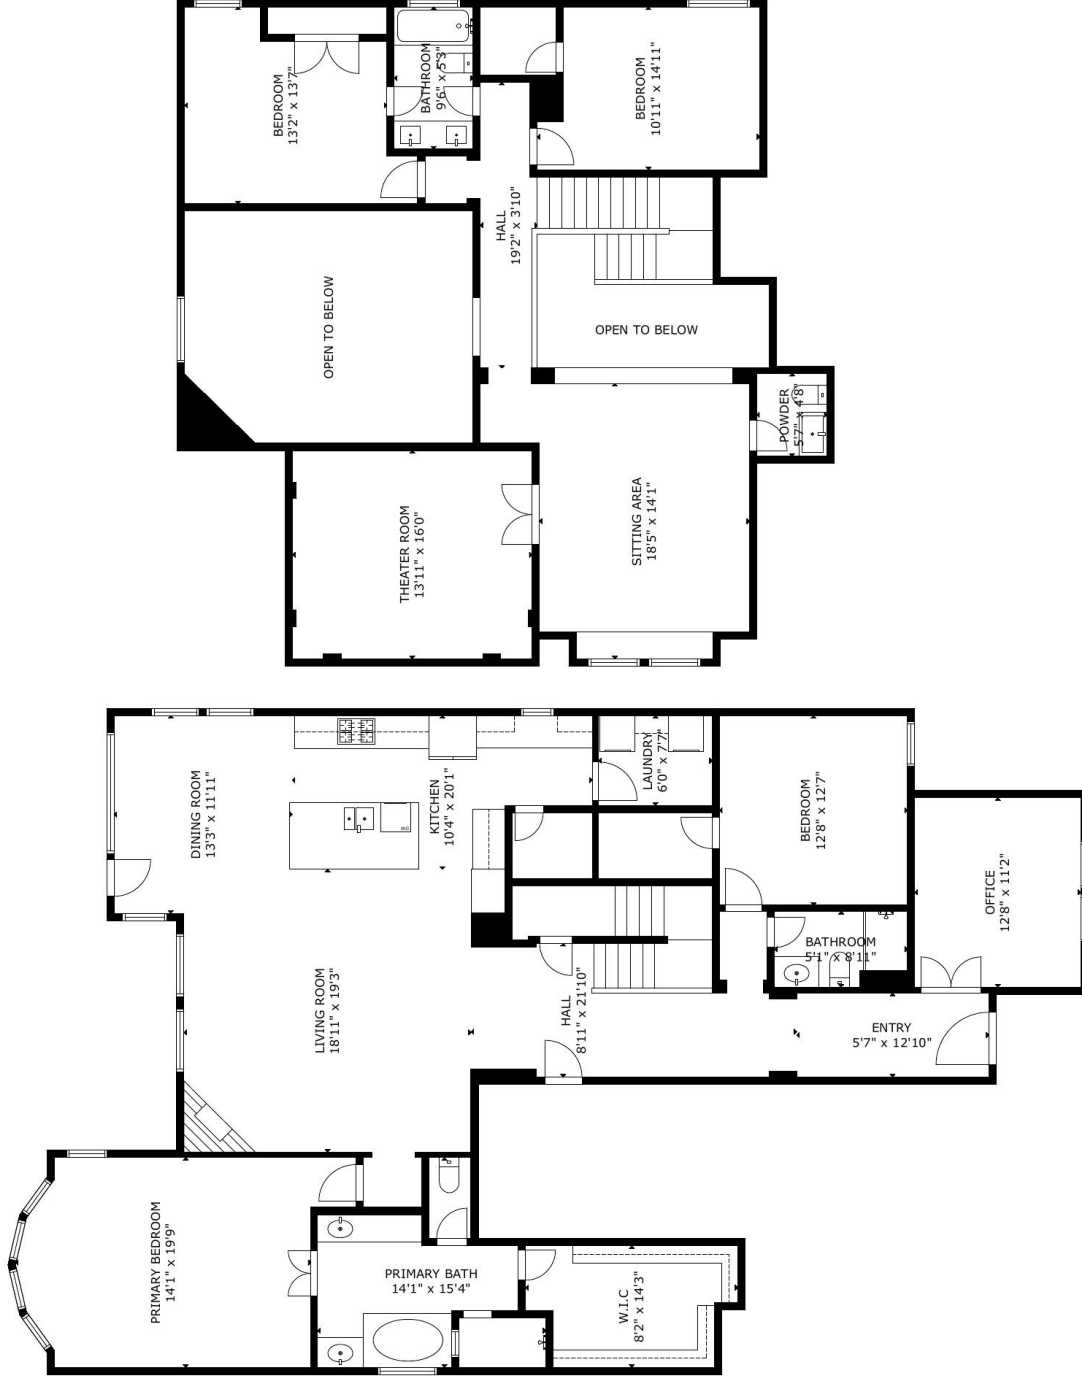 BEDROOM
13'2" x 13'7"
BATHROOM
9'6" x 5'3"
BEDROOM
10'11" x 14'11"
HALL
19'2" x 3'10"
OPEN TO BELOW
OPEN TO BELOW
POWDER
5'7" x 4'8"
THEATER ROOM
13'11" x 16'0"
SITTING AREA
18'5" x 14'1"
DINING ROOM
13'3" x 11'11"
KITCHEN
10'4" x 20'1"
LAUNDRY
6'0" x 7'7"
BEDROOM
12'8" x 12'7"
OFFICE
12'8" x 11'2"
BATHROOM
5'1" x 8'11"
LIVING ROOM
18'11" x 19'3"
HALL
8'11" x 21'10"
ENTRY
5'7" x 12'10"
PRIMARY BEDROOM
14'1" x 19'9"
PRIMARY BATH
14'1" x 15'4"
W.I.C
8'2" x 14'3"